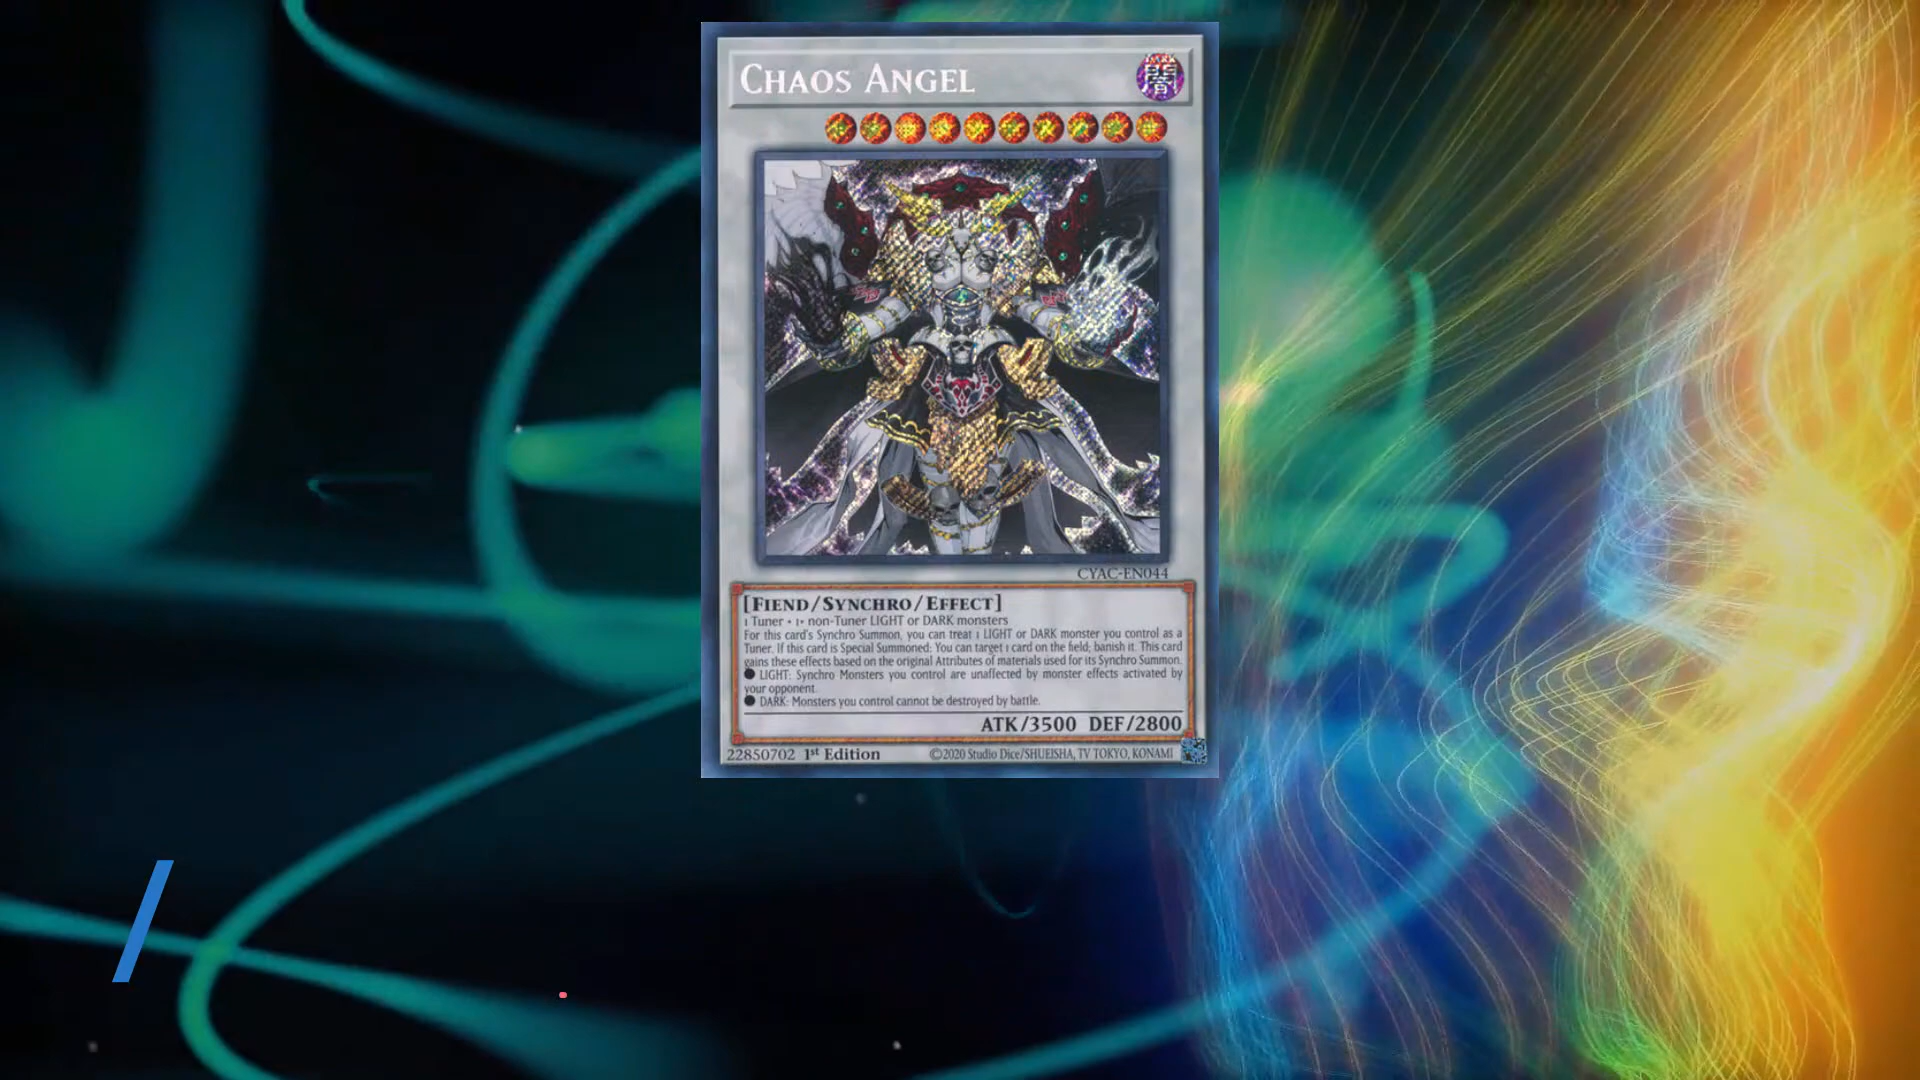 CHAOS ANGEL
闇
CYAC-EN044
[FIEND/SYNCHRO/EFFECT]
1 Tuner + 1+ non-Tuner LIGHT or DARK monsters
For this card's Synchro Summon, you can treat 1 LIGHT or DARK monster you control as a
Tuner. If this card is Special Summoned: You can target 1 card on the field; banish it. This card
gains these effects based on the original Attributes of materials used for its Synchro Summon.
● LIGHT: Synchro Monsters you control are unaffected by monster effects activated by
your opponent.
● DARK: Monsters you control cannot be destroyed by battle.
ATK/3500 DEF/2800
22850702 1st Edition
©2020 Studio Dice/SHUEISHA, TV TOKYO, KONAMI
/